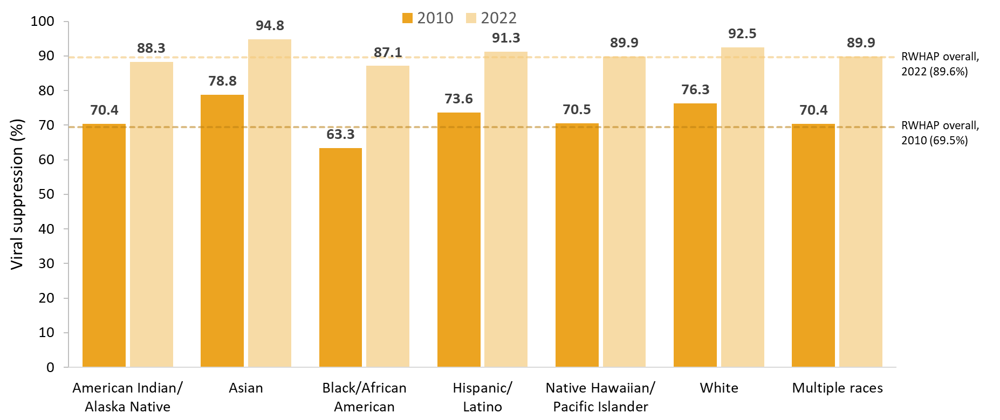 2010 2022
Viral suppression (%)
100
90
80
70
60
50
40
30
20
10
0
70.4 88.3
78.8 94.8
63.3 87.1
73.6 91.3
70.5 89.9
76.3 92.5
70.4 89.9
RWHAP overall,
2022 (89.6%)
RWHAP overall,
2010 (69.5%)
American Indian/
Alaska Native
Asian
Black/African
American
Hispanic/
Latino
Native Hawaiian/
Pacific Islander
White
Multiple races